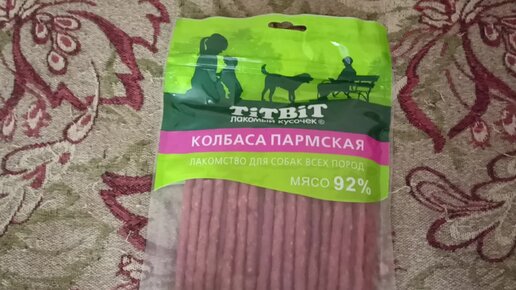 TiTBiT
ЛАКОМЫЙ КУСОЧЕК®
КОЛБАСА ПАРМСКАЯ
ЛАКОМСТВО ДЛЯ СОБАК ВСЕХ ПОРОД
МЯСО 92%